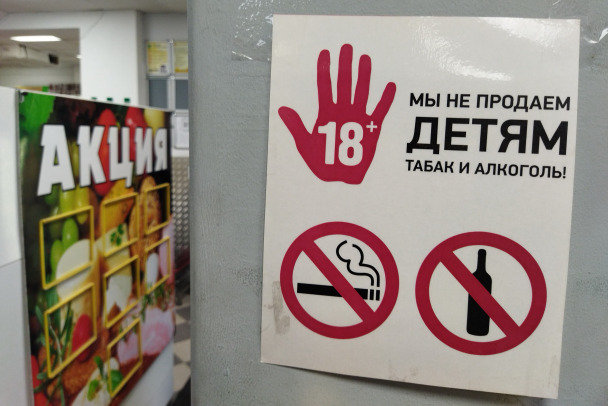 АКЦИЯ
18+
МЫ НЕ ПРОДАЕМ
ДЕТЯМ
ТАБАК И АЛКОГОЛЬ!